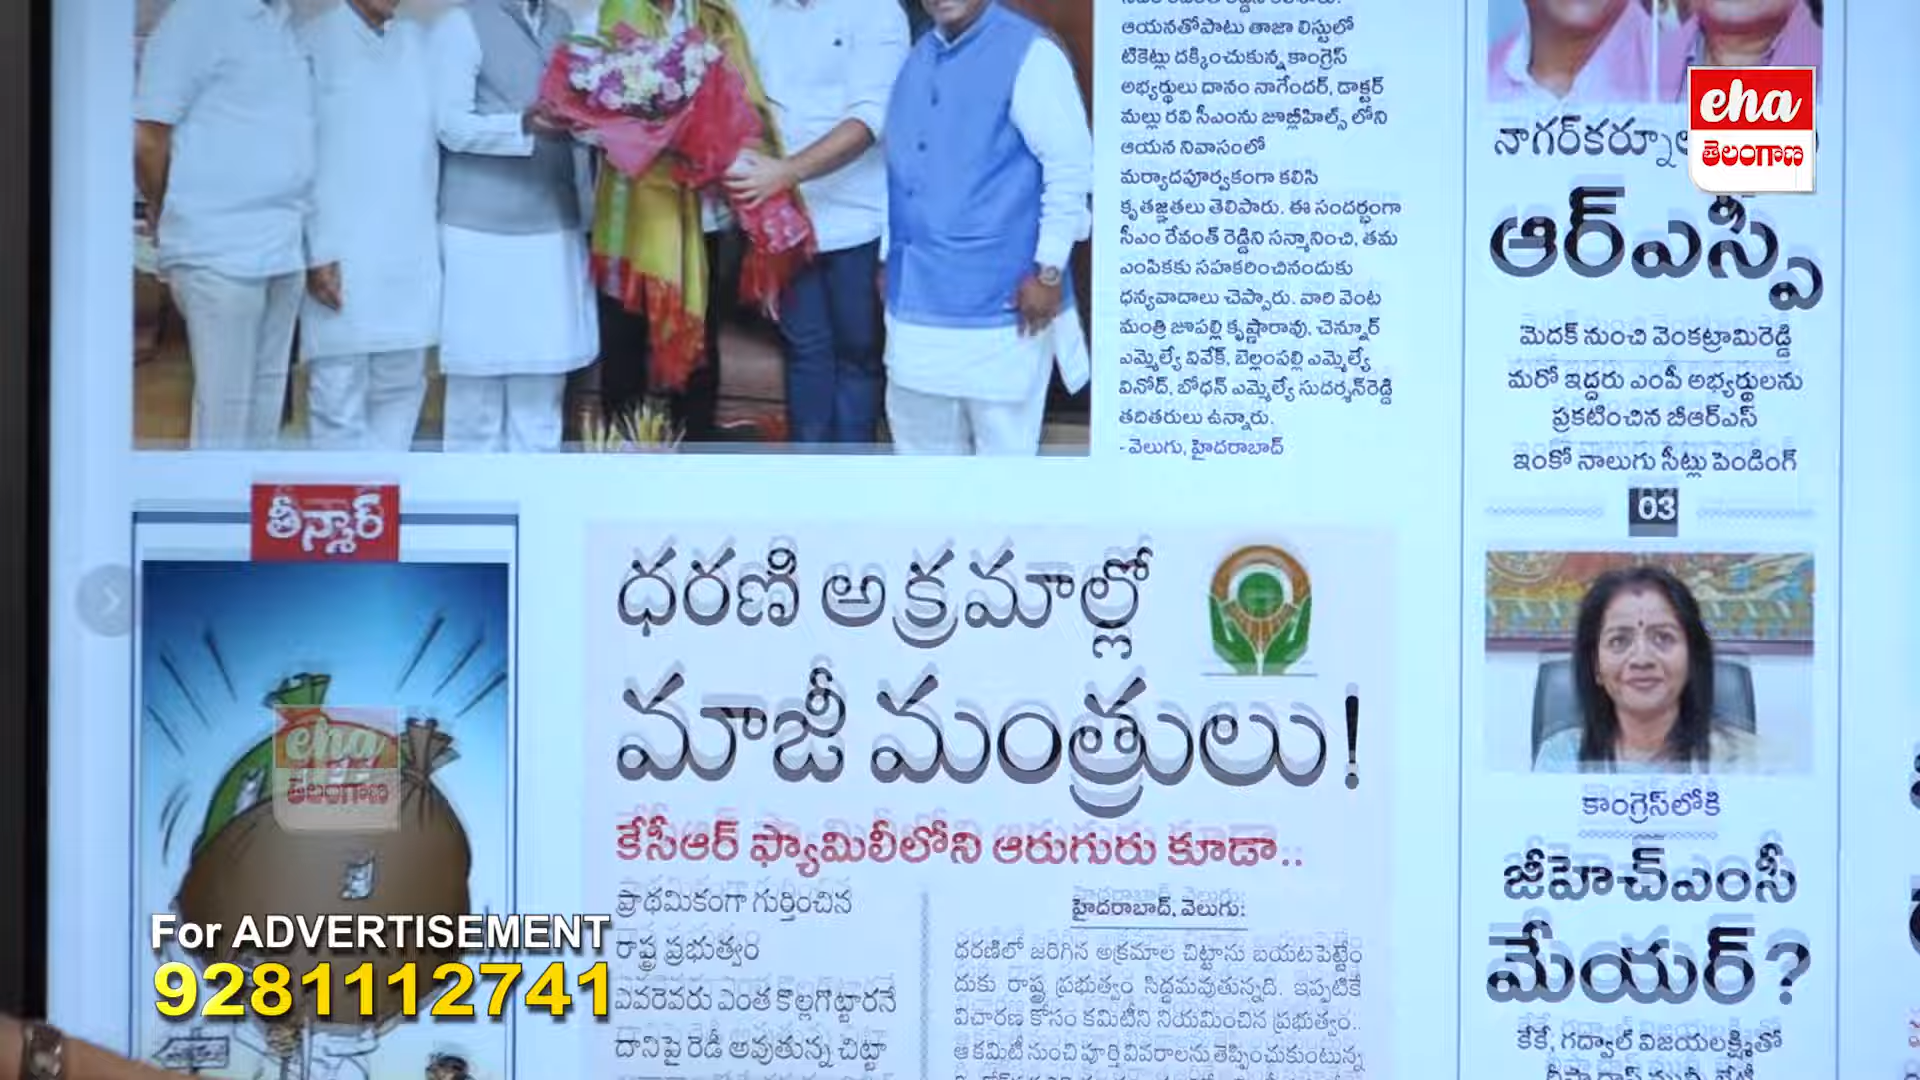 ఆయనతోపాటు తాజా లిస్టులో
టికెట్లు దక్కించుకున్న కాంగ్రెస్
అభ్యర్థులు దానం నాగేందర్, డాక్టర్
మల్లు రవి సీఎంను జూబ్లీహిల్స్ లోని
ఆయన నివాసంలో
మర్యాదపూర్వకంగా కలిసి
కృతజ్ఞతలు తెలిపారు. ఈ సందర్భంగా
సీఎం రేవంత్ రెడ్డిని సన్మానించి, తమ
ఎంపికకు సహకరించినందుకు
ధన్యవాదాలు చెప్పారు. వారి వెంట
మంత్రి జూపల్లి కృష్ణారావు, చెన్నూర్
ఎమ్మెల్యే వివేక్, బెల్లంపల్లి ఎమ్మెల్యే
వినోద్, బోధన్ ఎమ్మెల్యే సుదర్శన్‌రెడ్డి
తదితరులు ఉన్నారు.
- వెలుగు, హైదరాబాద్
eha
తెలంగాణ
ఆర్ఎస్పీ
మెదక్ నుంచి వెంకట్రామిరెడ్డి
మరో ఇద్దరు ఎంపీ అభ్యర్థులను
ప్రకటించిన బీఆర్ఎస్
ఇంకో నాలుగు సీట్లు పెండింగ్
03
తీన్మార్
eha
తెలంగాణ
ధరణి అక్రమాల్లో
మాజీ మంత్రులు!
కేసీఆర్ ఫ్యామిలీలోని ఆరుగురు కూడా..
ప్రాథమికంగా గుర్తించిన
రాష్ట్ర ప్రభుత్వం
ఎవరెవరు ఎంత కొల్లగొట్టారనే
దానిపై రెడీ అవుతున్న చిట్టా
హైదరాబాద్, వెలుగు:
ధరణిలో జరిగిన అక్రమాల చిట్టాను బయటపెట్టేం
దుకు రాష్ట్ర ప్రభుత్వం సిద్ధమవుతున్నది. ఇప్పటికే
విచారణ కోసం కమిటీని నియమించిన ప్రభుత్వం..
ఆ కమిటీ నుంచి పూర్తి వివరాలను తెప్పించుకుంటున్న
కాంగ్రెస్‌లోకి
జీహెచ్ఎంసీ
మేయర్?
కేకే, గద్వాల్ విజయలక్ష్మితో
For ADVERTISEMENT
9281112741